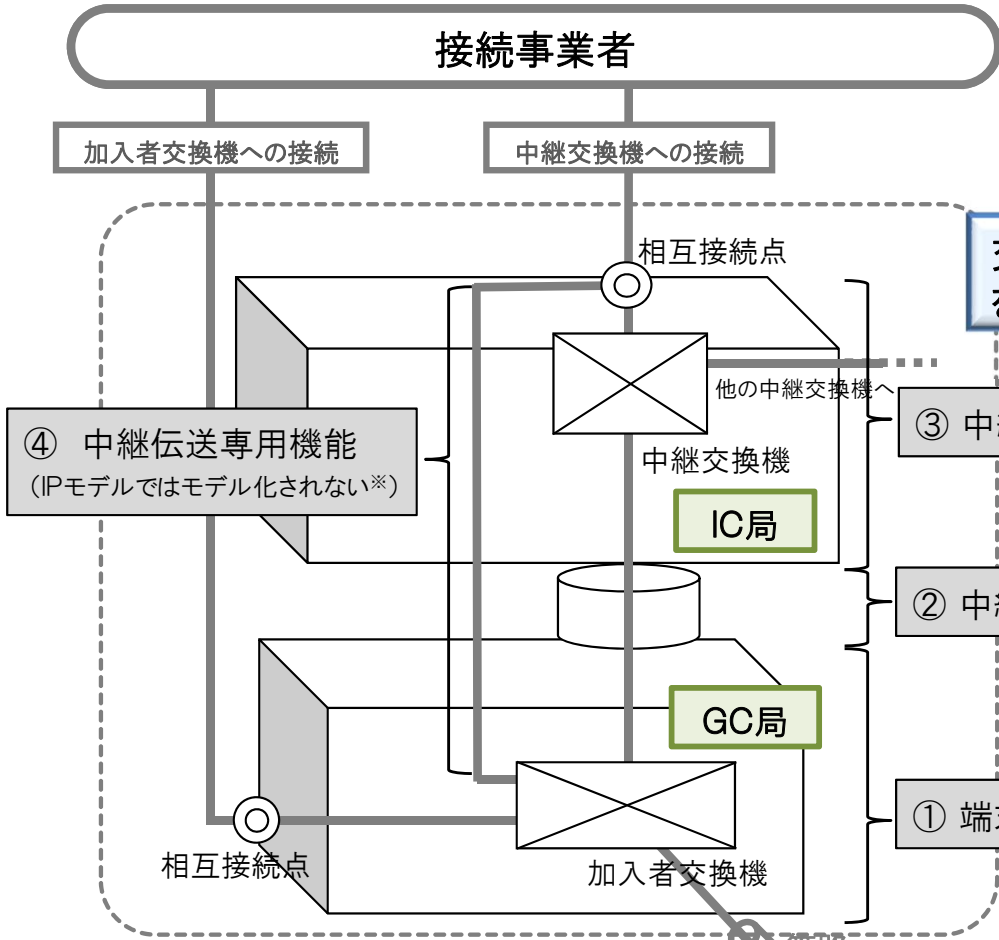 接続事業者
加入者交換機への接続
中継交換機への接続
相互接続点
他の中継交換機へ
④ 中継伝送専用機能
（IPモデルではモデル化されない※）
③ 中
中継交換機
IC局
② 中
GC局
① 端
相互接続点
加入者交換機